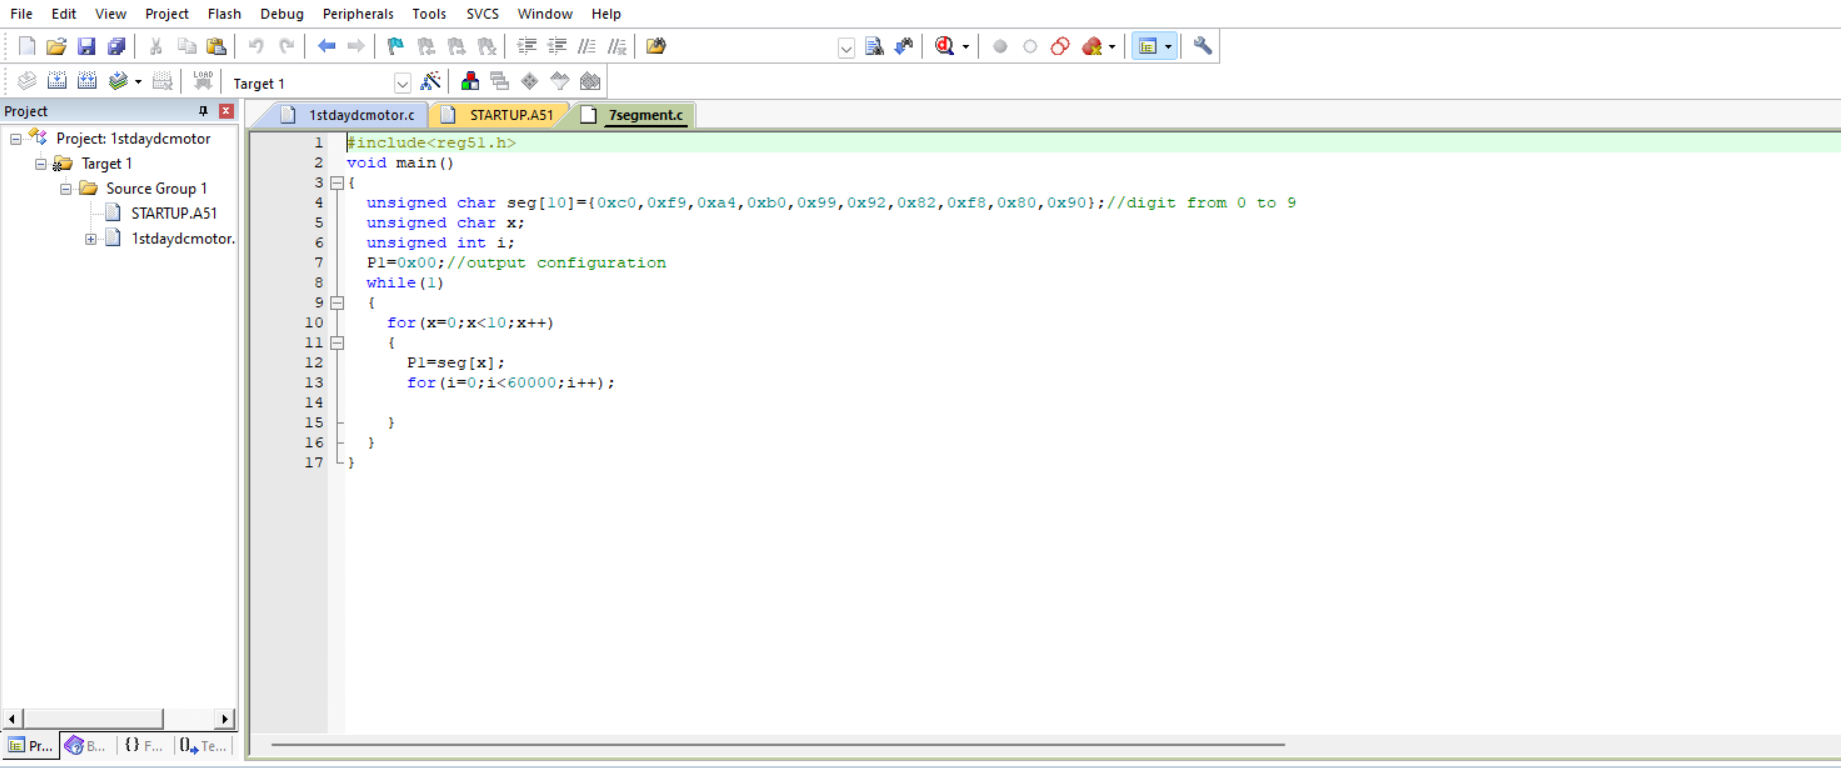 File Edit View Project Flash Debug Peripherals Tools SVCS Window Help
LOAD Target 1
Project
1stdaydcmotor.c STARTUP.A51 7segment.c
Project: 1stdaydcmotor
Target 1
Source Group 1
STARTUP.A51
1stdaydcmotor.
1 #include<reg51.h>
2 void main()
3 {
4 unsigned char seg[10]={0xc0,0xf9,0xa4,0xb0,0x99,0x92,0x82,0xf8,0x80,0x90};//digit from 0 to 9
5 unsigned char x;
6 unsigned int i;
7 P1=0x00;//output configuration
8 while(1)
9 {
10 for(x=0;x<10;x++)
11 {
12 P1=seg[x];
13 for(i=0;i<60000;i++);
14
15 }
16 }
17 }
Pr... B... {} F... 0 Te...